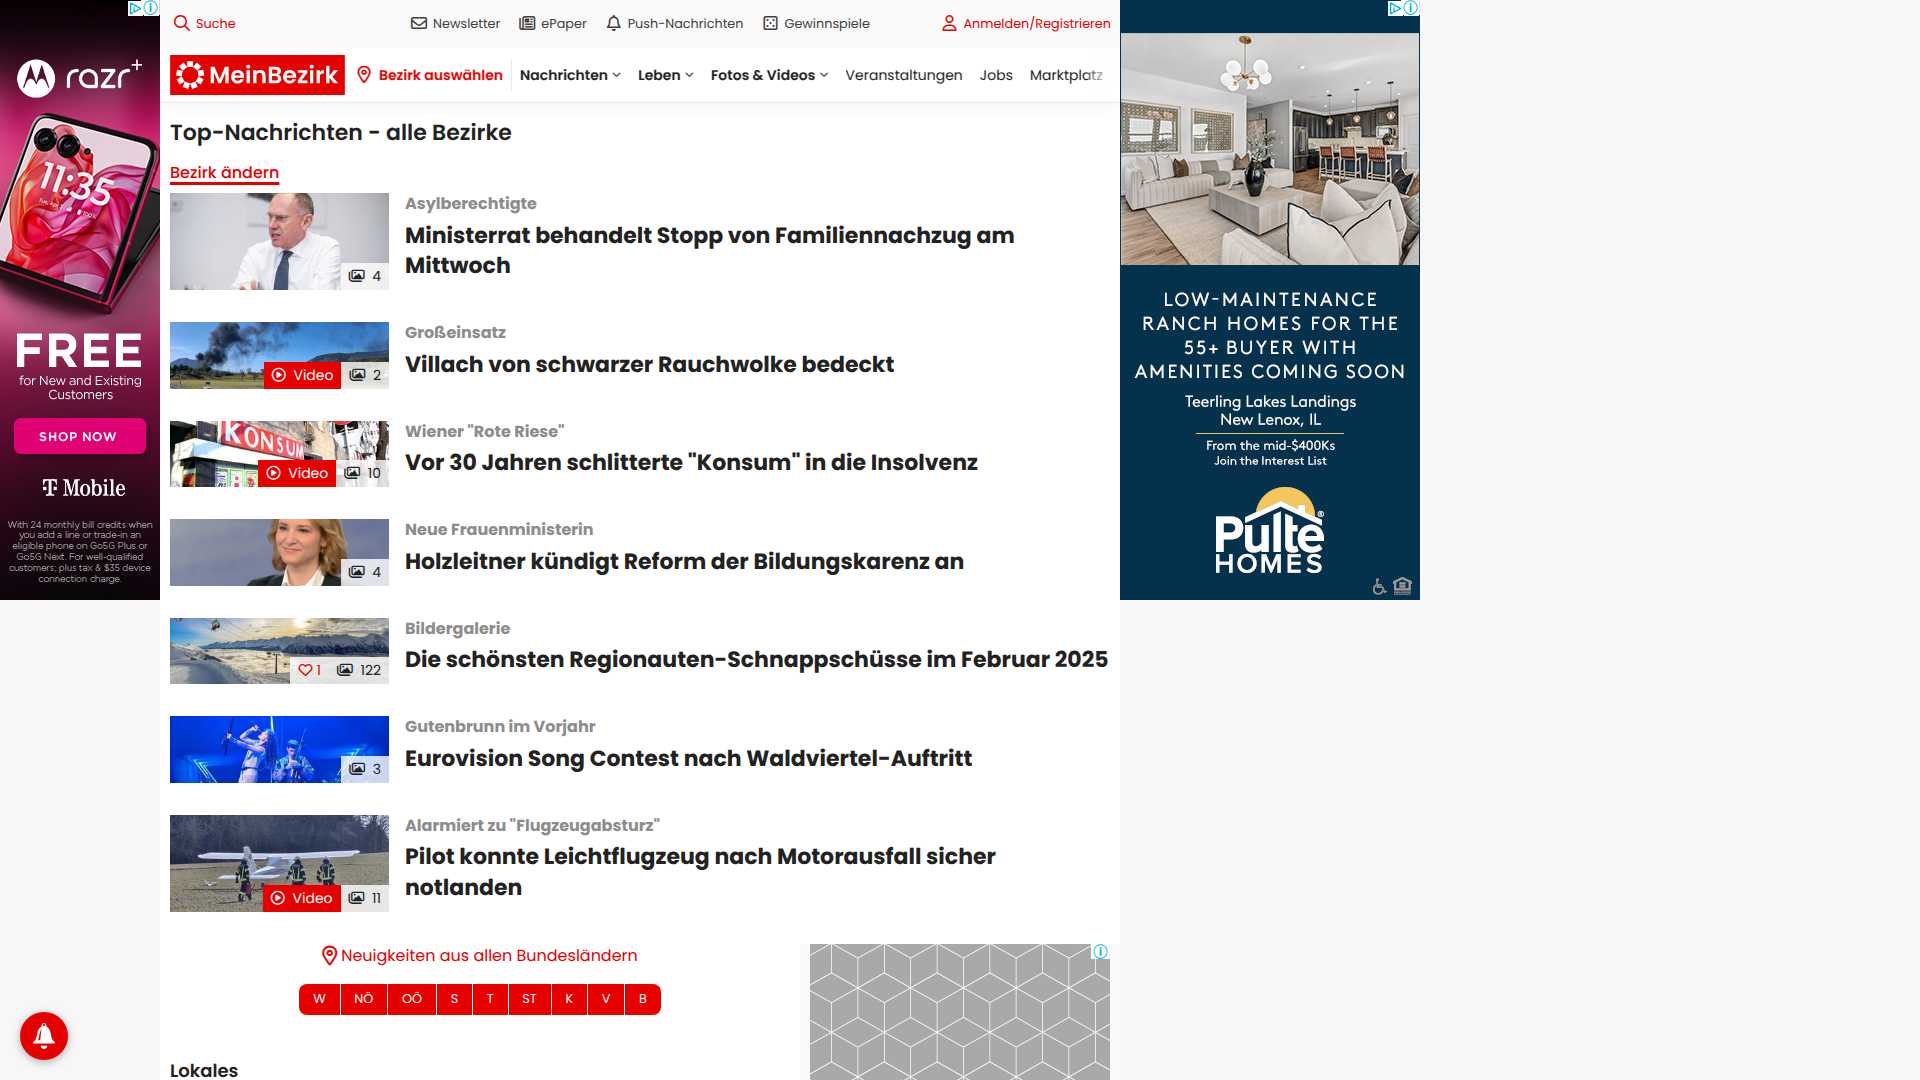 Suche
Newsletter
ePaper
Push-Nachrichten
Gewinnspiele
Anmelden/Registrieren
MeinBezirk
Bezirk auswählen
Nachrichten
Leben
Fotos & Videos
Veranstaltungen
Jobs
Marktplatz
Top-Nachrichten - alle Bezirke
Bezirk ändern
Asylberechtigte
Ministerrat behandelt Stopp von Familiennachzug am
Mittwoch
4
Großeinsatz
Villach von schwarzer Rauchwolke bedeckt
Video
2
Wiener "Rote Riese"
Vor 30 Jahren schlitterte "Konsum" in die Insolvenz
KONSUM
Video
10
Neue Frauenministerin
Holzleitner kündigt Reform der Bildungskarenz an
4
Bildergalerie
Die schönsten Regionauten-Schnappschüsse im Februar 2025
1
122
Gutenbrunn im Vorjahr
Eurovision Song Contest nach Waldviertel-Auftritt
3
Alarmiert zu "Flugzeugabsturz"
Pilot konnte Leichtflugzeug nach Motorausfall sicher
notlanden
Video
11
Neuigkeiten aus allen Bundesländern
W
NÖ
OÖ
S
T
ST
K
V
B
Lokales
razr+
11:35
FREE
for New and Existing
Customers
SHOP NOW
T Mobile
With 24 monthly bill credits when
you add a line or trade-in an
eligible phone on Go5G Plus or
Go5G Next. For well-qualified
customers; plus tax & $35 device
connection charge.
LOW-MAINTENANCE
RANCH HOMES FOR THE
55+ BUYER WITH
AMENITIES COMING SOON
Teerling Lakes Landings
New Lenox, IL
From the mid-$400Ks
Join the Interest List
Pulte®
HOMES